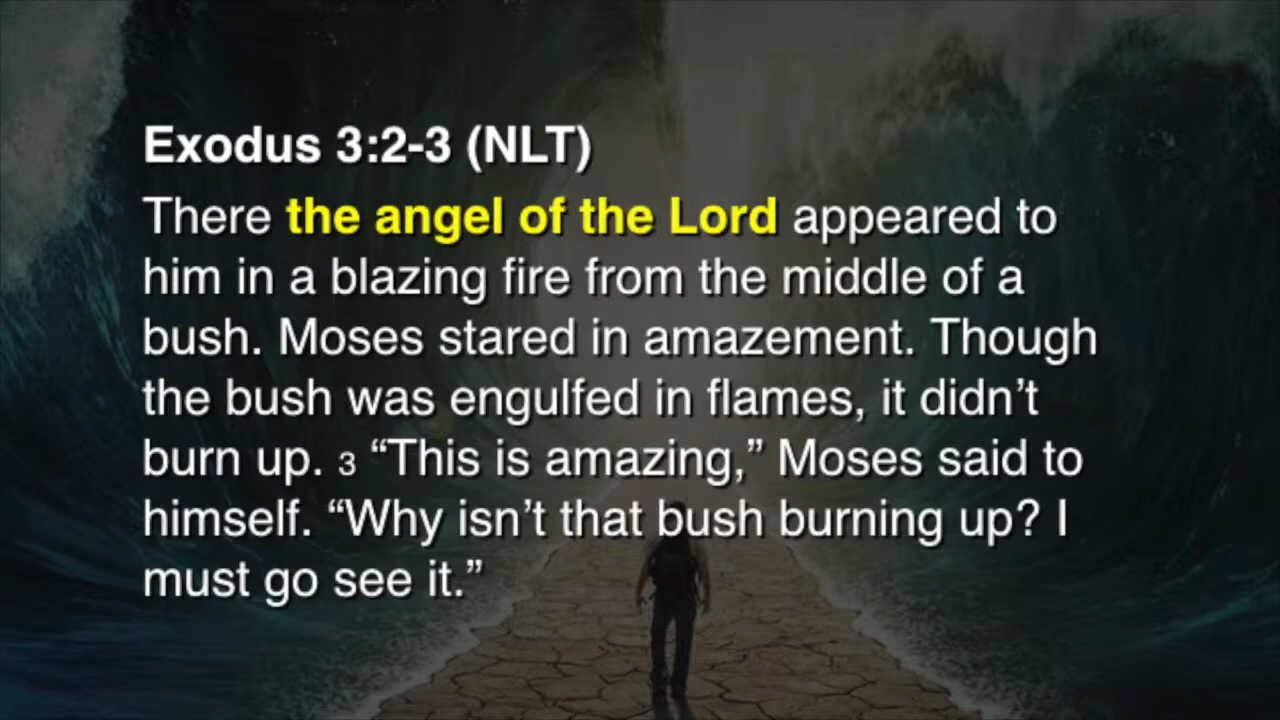 Exodus 3:2-3 (NLT)
There the angel of the Lord appeared to
him in a blazing fire from the middle of a
bush. Moses stared in amazement. Though
the bush was engulfed in flames, it didn’t
burn up. 3 “This is amazing,” Moses said to
himself. “Why isn’t that bush burning up? I
must go see it.”